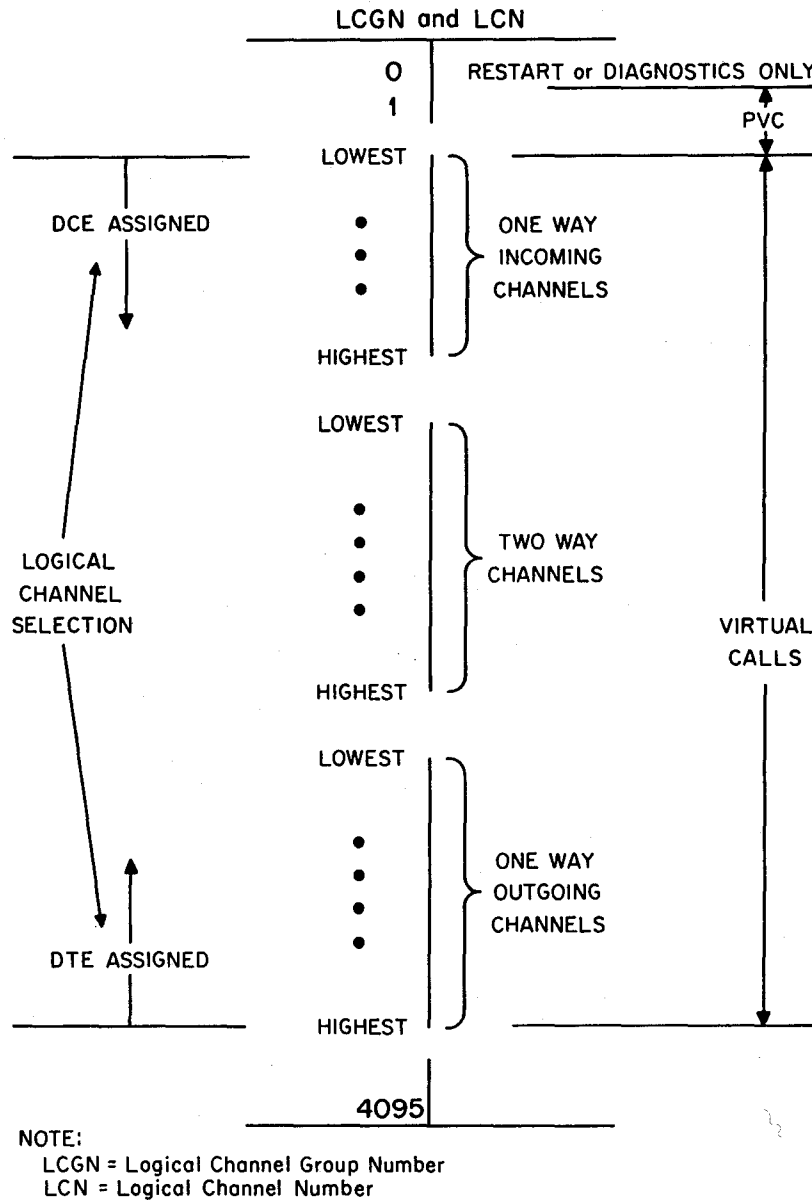 LCGN and LCN
0 RESTART or DIAGNOSTICS ONLY
1
PVC
LOWEST
DCE ASSIGNED
ONE WAY
INCOMING
CHANNELS
HIGHEST
LOWEST
LOGICAL
CHANNEL
SELECTION
TWO WAY
CHANNELS
VIRTUAL
CALLS
HIGHEST
LOWEST
ONE WAY
OUTGOING
CHANNELS
DTE ASSIGNED
HIGHEST
4095
NOTE:
LCGN = Logical Channel Group Number
LCN = Logical Channel Number